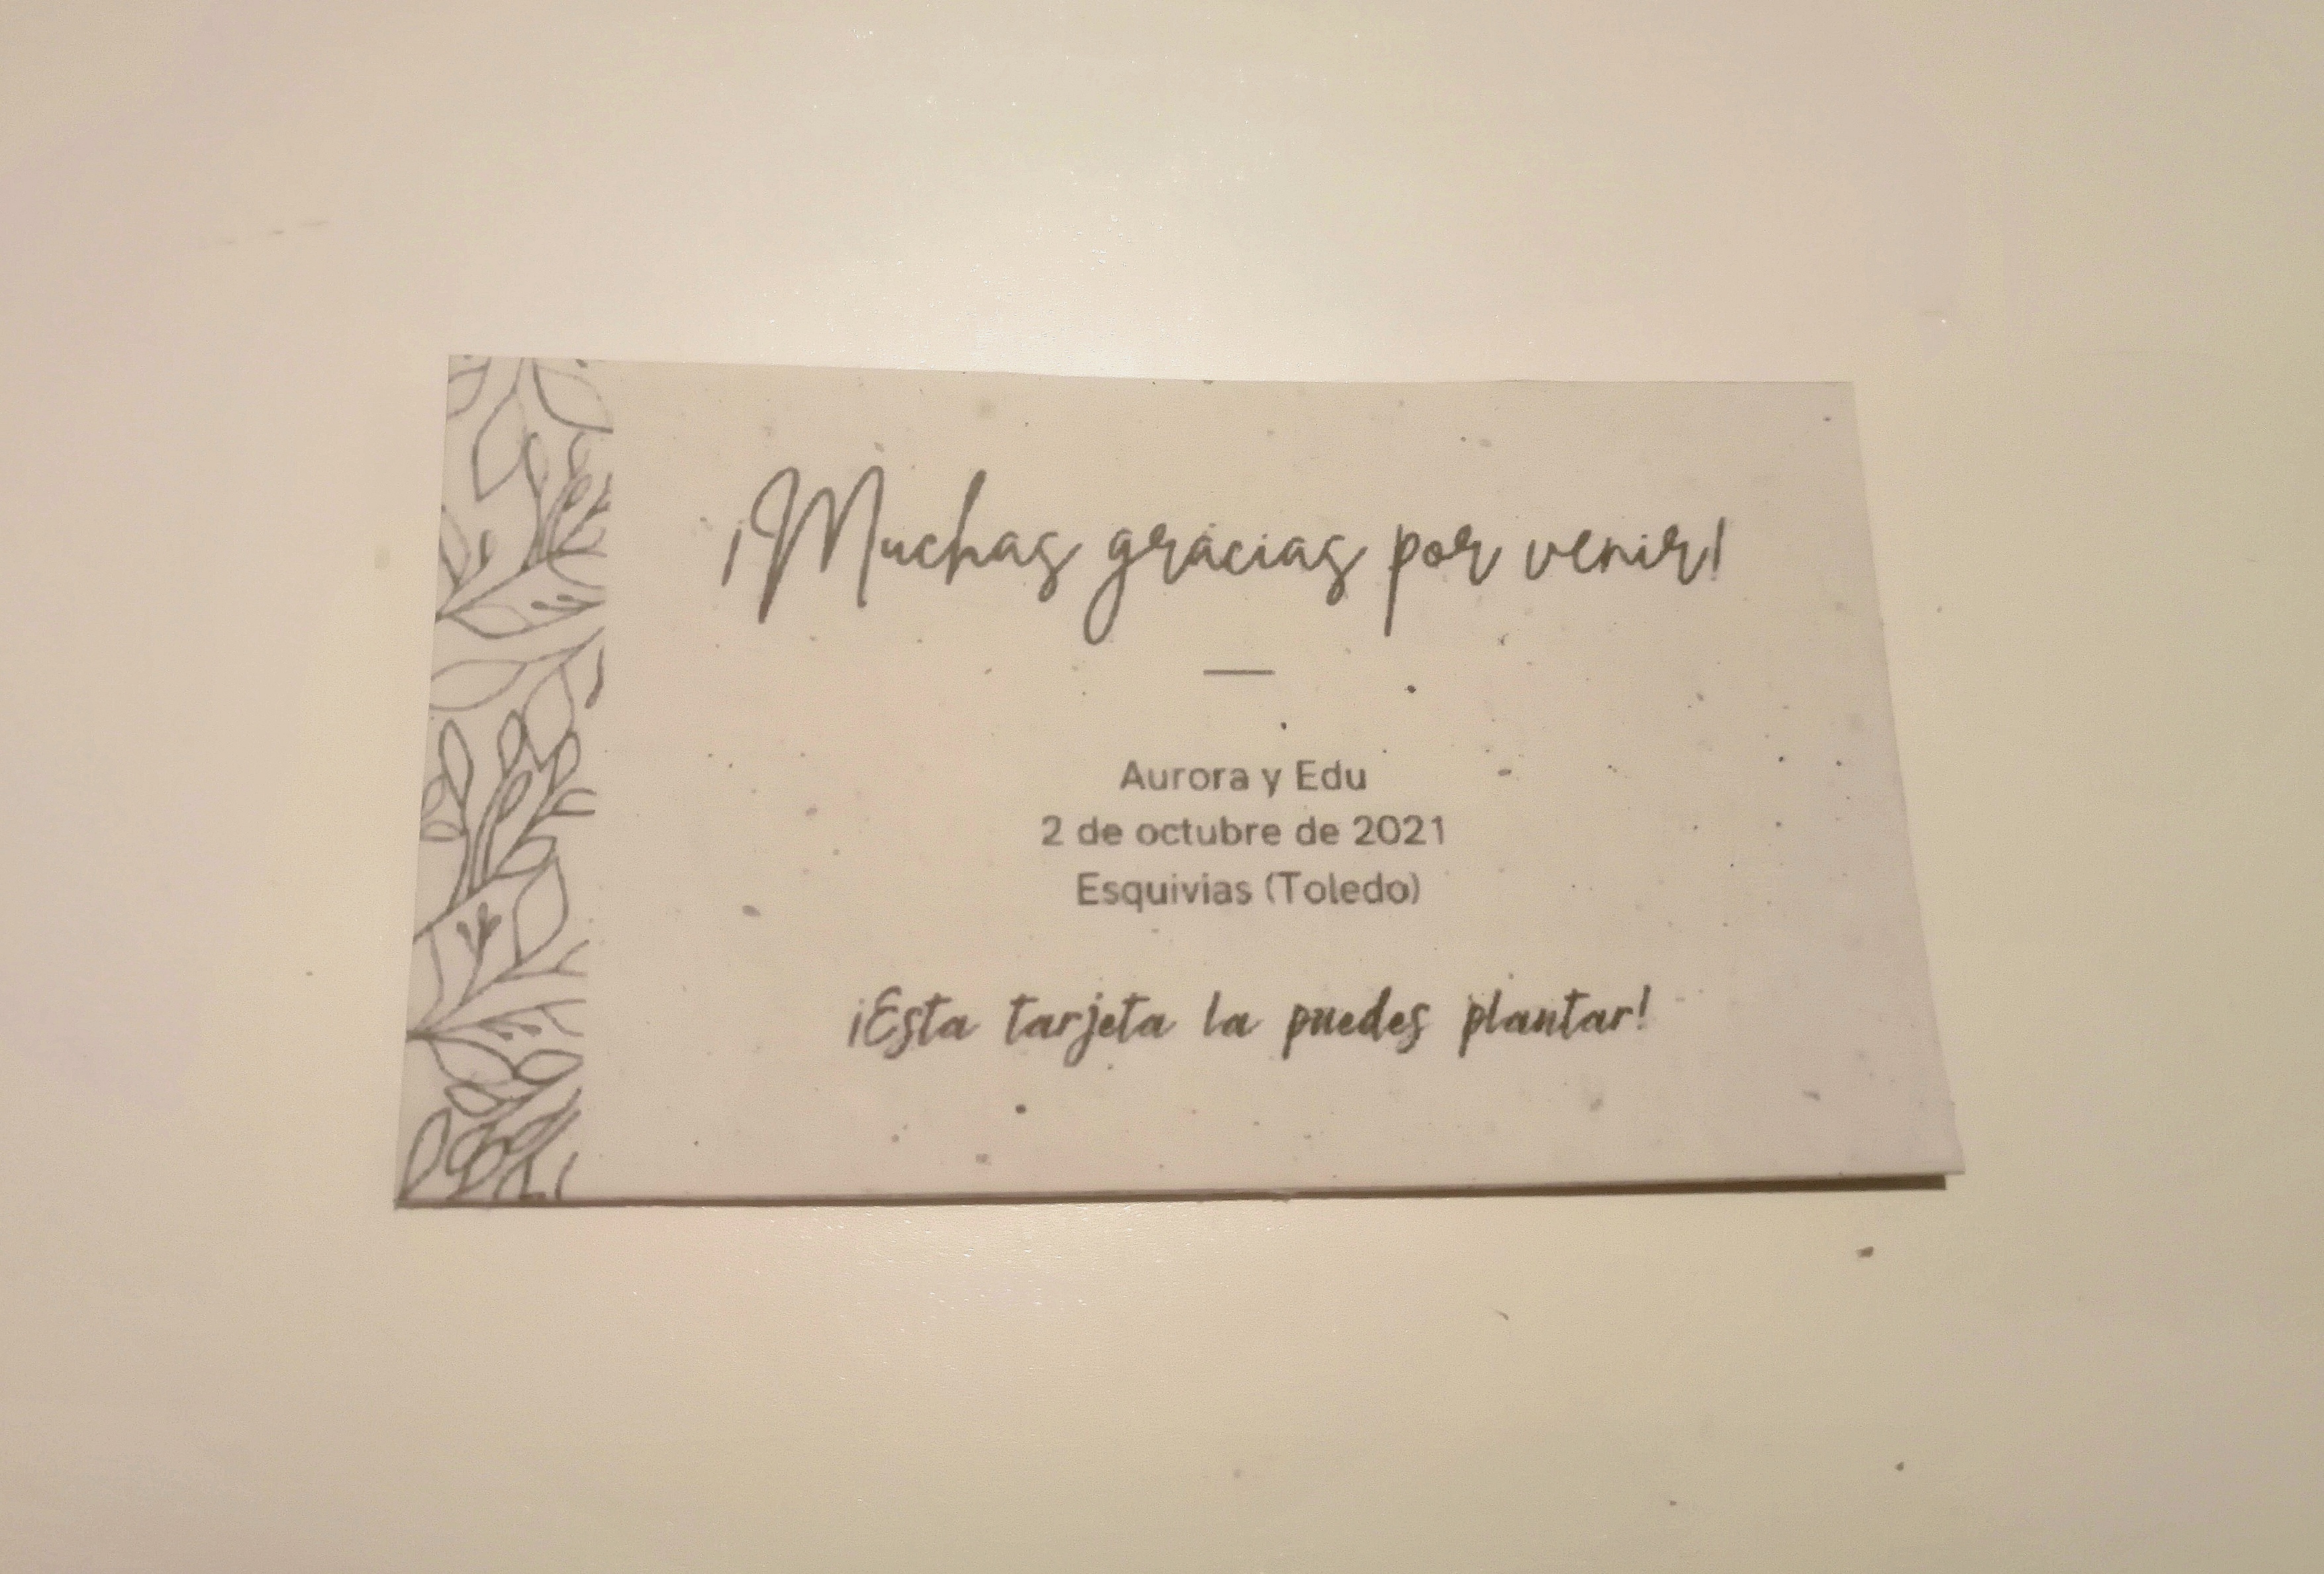 ¡Muchas gracias por venir!
Aurora y Edu
2 de octubre de 2021
Esquivias (Toledo)
¡Esta tarjeta la puedes plantar!